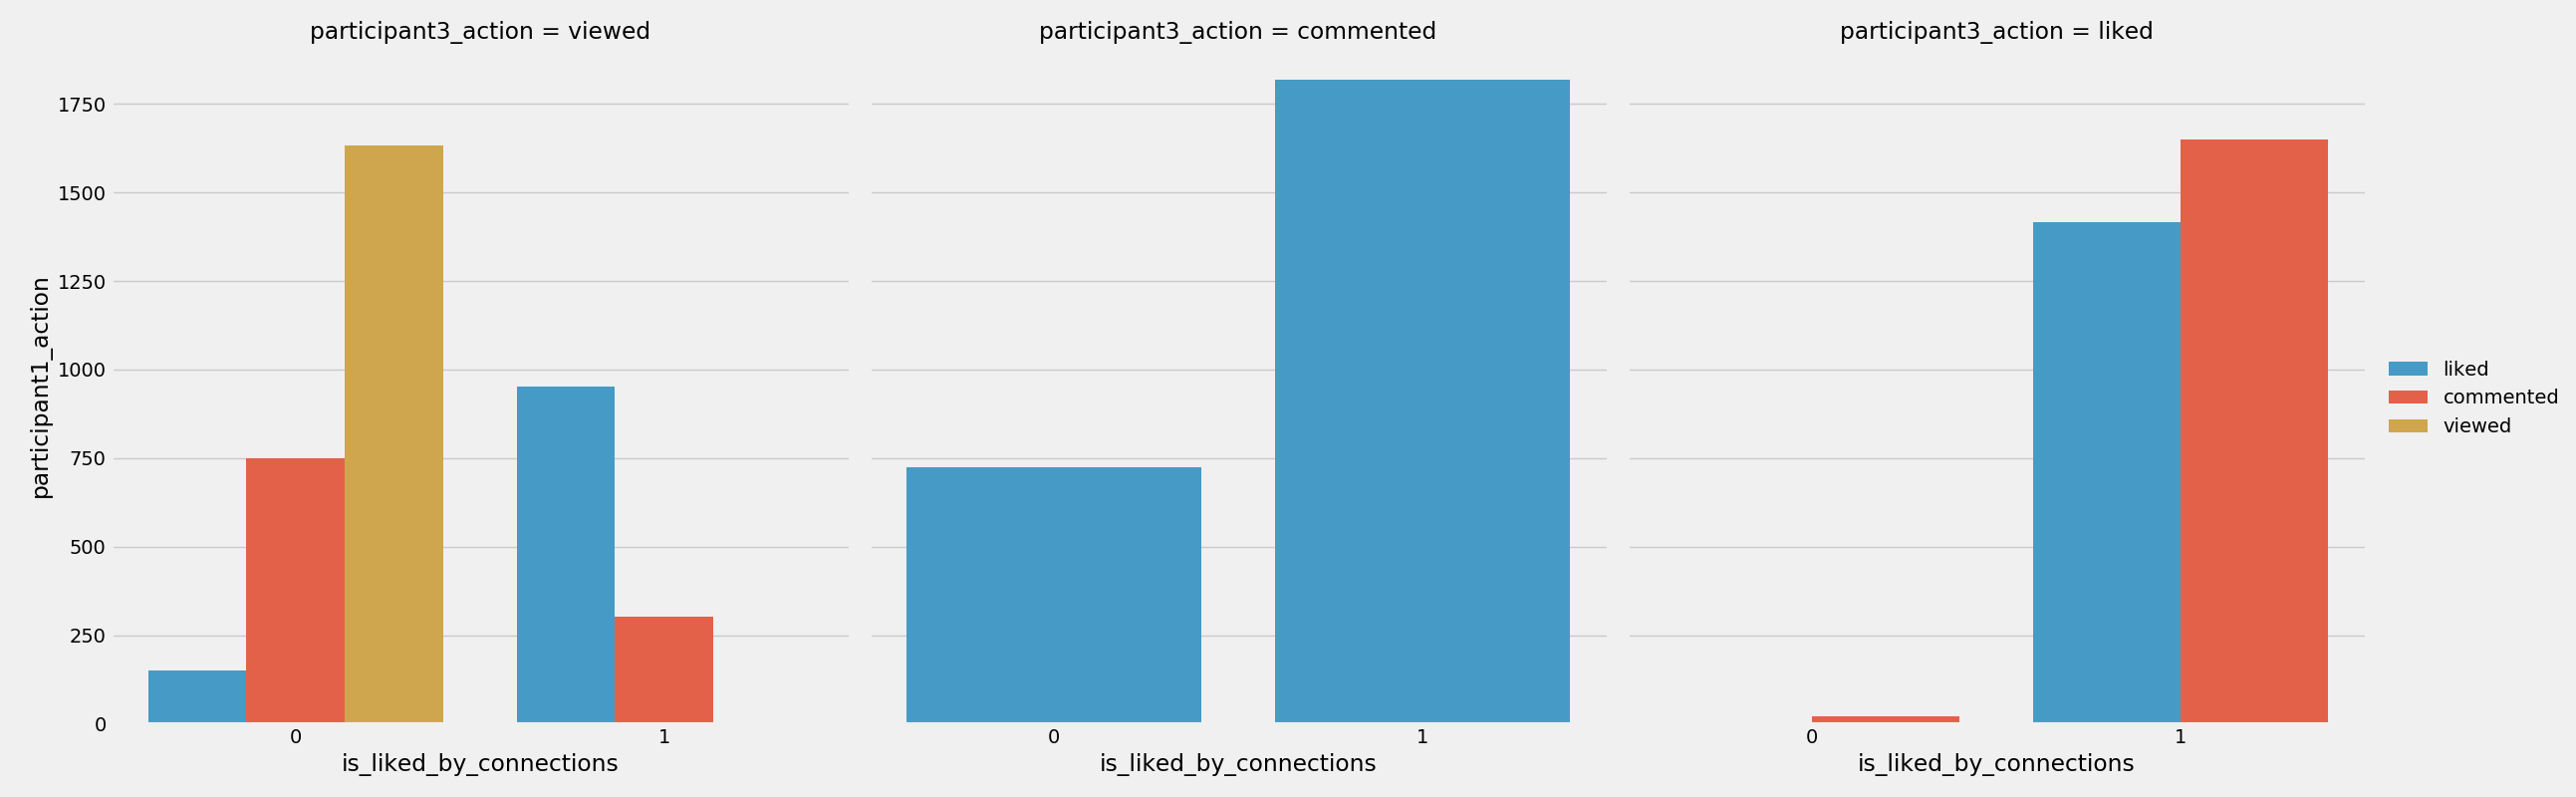 participant3_action = viewed
participant3_action = commented
participant3_action = liked
participant1_action
1750
1500
1250
1000
750
500
250
0
0
1
0
1
0
1
is_liked_by_connections
is_liked_by_connections
is_liked_by_connections
liked
commented
viewed